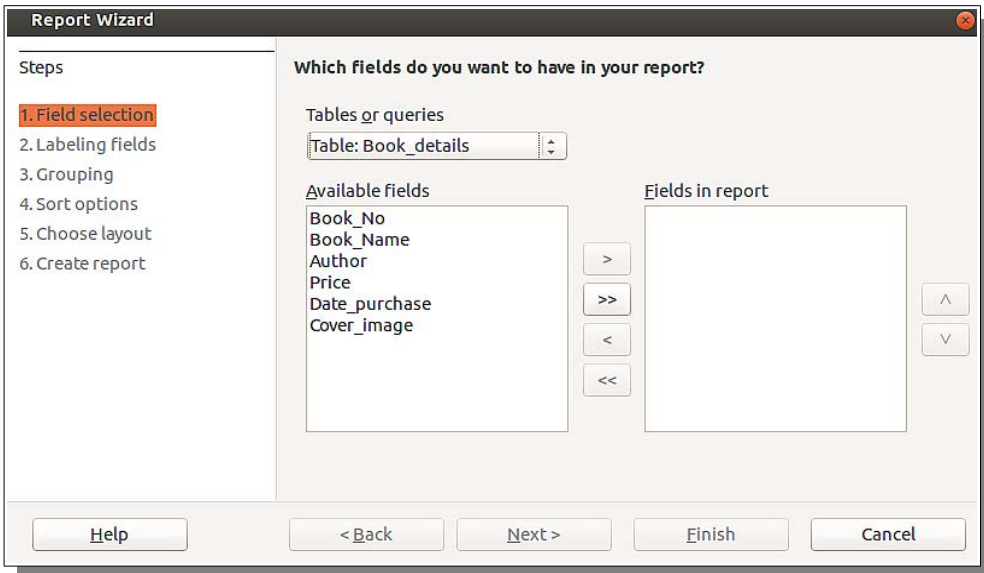 Report Wizard
Steps
1. Field selection
2. Labeling fields
3. Grouping
4. Sort options
5. Choose layout
6. Create report
Which fields do you want to have in your report?
Tables or queries
Table: Book_details
Available fields
Book_No
Book_Name
Author
Price
Date_purchase
Cover_image
>
>>
<
<<
Fields in report
Help
< Back
Next >
Finish
Cancel